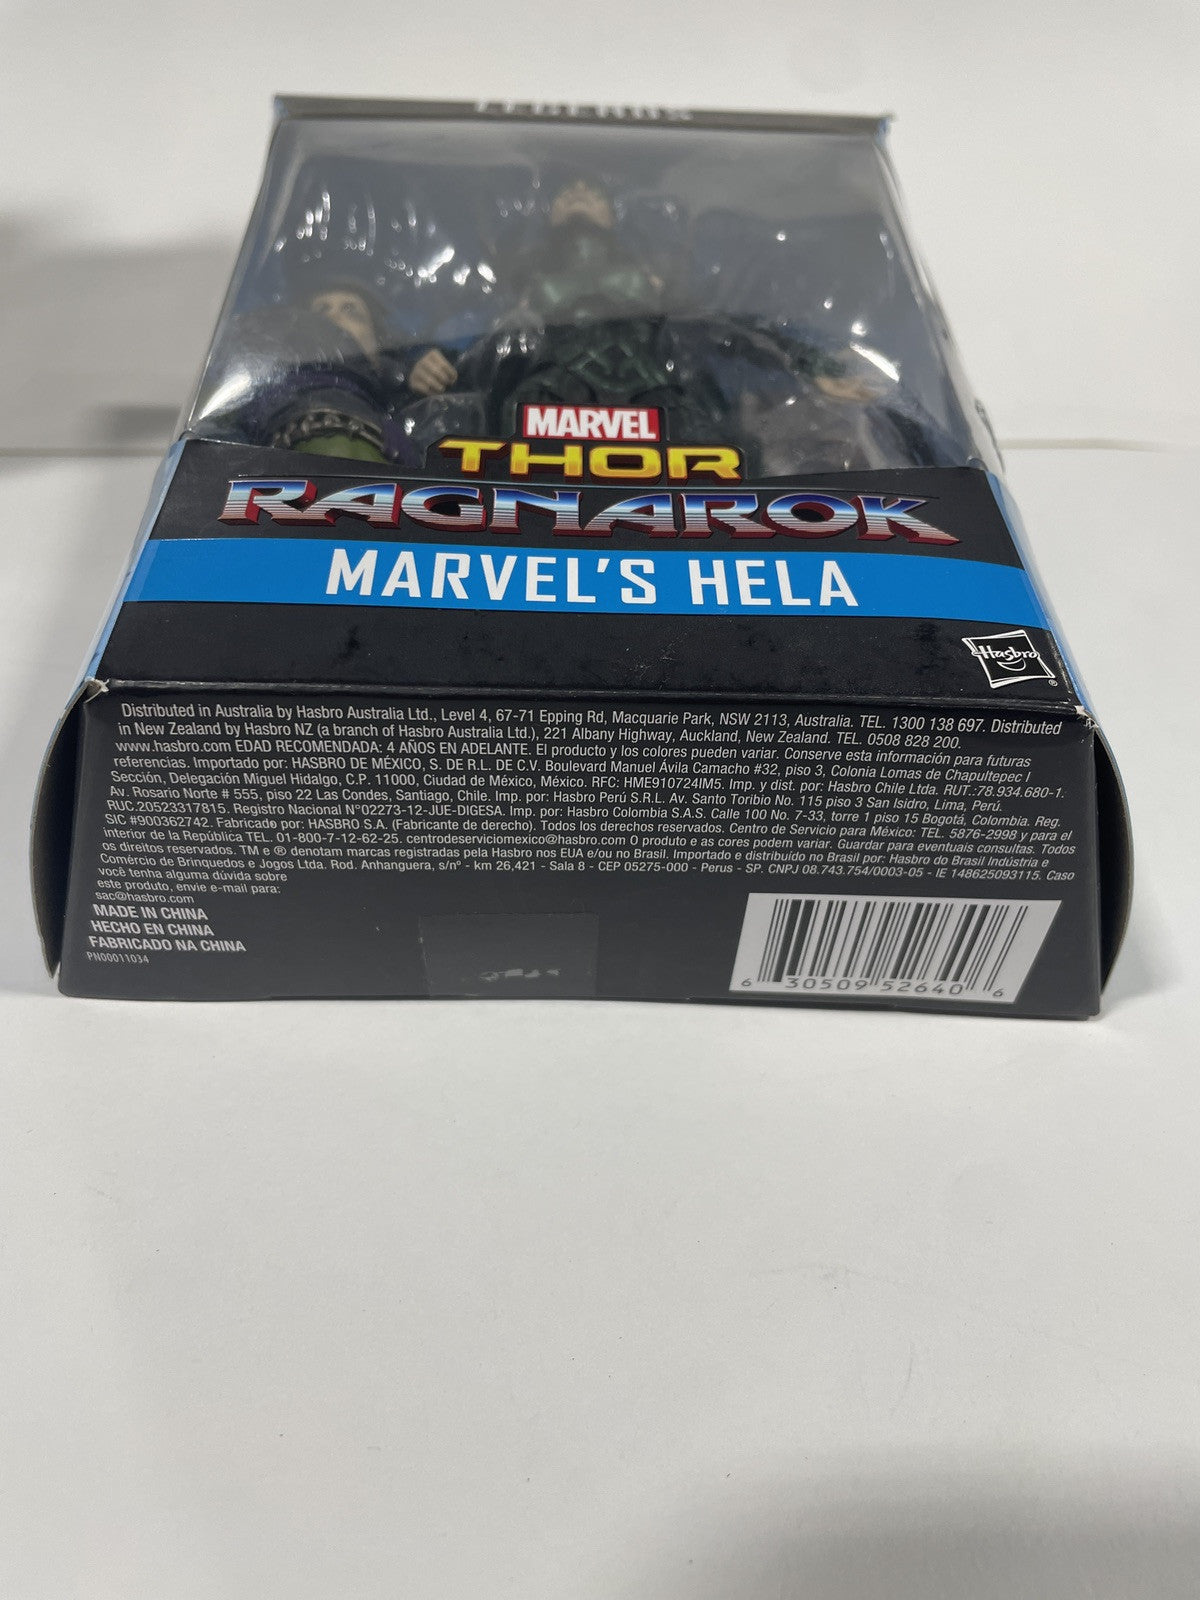 LEGENDS
MARVEL
THOR
RAGNAROK
MARVEL'S HELA
Hasbro
®
Distributed in Australia by Hasbro Australia Ltd., Level 4, 67-71 Epping Rd, Macquarie Park, NSW 2113, Australia. TEL. 1300 138 697. Distributed
in New Zealand by Hasbro NZ (a branch of Hasbro Australia Ltd.), 221 Albany Highway, Auckland, New Zealand. TEL. 0508 828 200.
www.hasbro.com EDAD RECOMENDADA: 4 AÑOS EN ADELANTE. El producto y los colores pueden variar. Conserve esta información para futuras
referencias. Importado por: HASBRO DE MÉXICO, S. DE R.L. DE C.V. Boulevard Manuel Ávila Camacho #32, piso 3, Colonia Lomas de Chapultepec I
Sección, Delegación Miguel Hidalgo, C.P. 11000, Ciudad de México, México. RFC: HME910724IM5. Imp. y dist. por: Hasbro Chile Ltda. RUT.:78.934.680-1.
Av. Rosario Norte # 555, piso 22 Las Condes, Santiago, Chile. Imp. por: Hasbro Perú S.R.L. Av. Santo Toribio No. 115 piso 3 San Isidro, Lima, Perú.
RUC.20523317815. Registro Nacional N°02273-12-JUE-DIGESA. Imp. por: Hasbro Colombia S.A.S. Calle 100 No. 7-33, torre 1 piso 15 Bogotá, Colombia. Reg.
SIC #900362742. Fabricado por: HASBRO S.A. (Fabricante de derecho). Todos los derechos reservados. Centro de Servicio para México: TEL. 5876-2998 y para el
interior de la República TEL. 01-800-7-12-62-25. centrodeserviciomexico@hasbro.com O produto e as cores podem variar. Guardar para eventuais consultas. Todos
os direitos reservados. TM e ® denotam marcas registradas pela Hasbro nos EUA e/ou no Brasil. Importado e distribuído no Brasil por: Hasbro do Brasil Indústria e
Comércio de Brinquedos e Jogos Ltda. Rod. Anhanguera, s/nº - km 26,421 - Sala 8 - CEP 05275-000 - Perus - SP. CNPJ 08.743.754/0003-05 - IE 148625093115. Caso
você tenha alguma dúvida sobre
este produto, envie e-mail para:
sac@hasbro.com
MADE IN CHINA
HECHO EN CHINA
FABRICADO NA CHINA
PN00011034
6 30509 52640 6